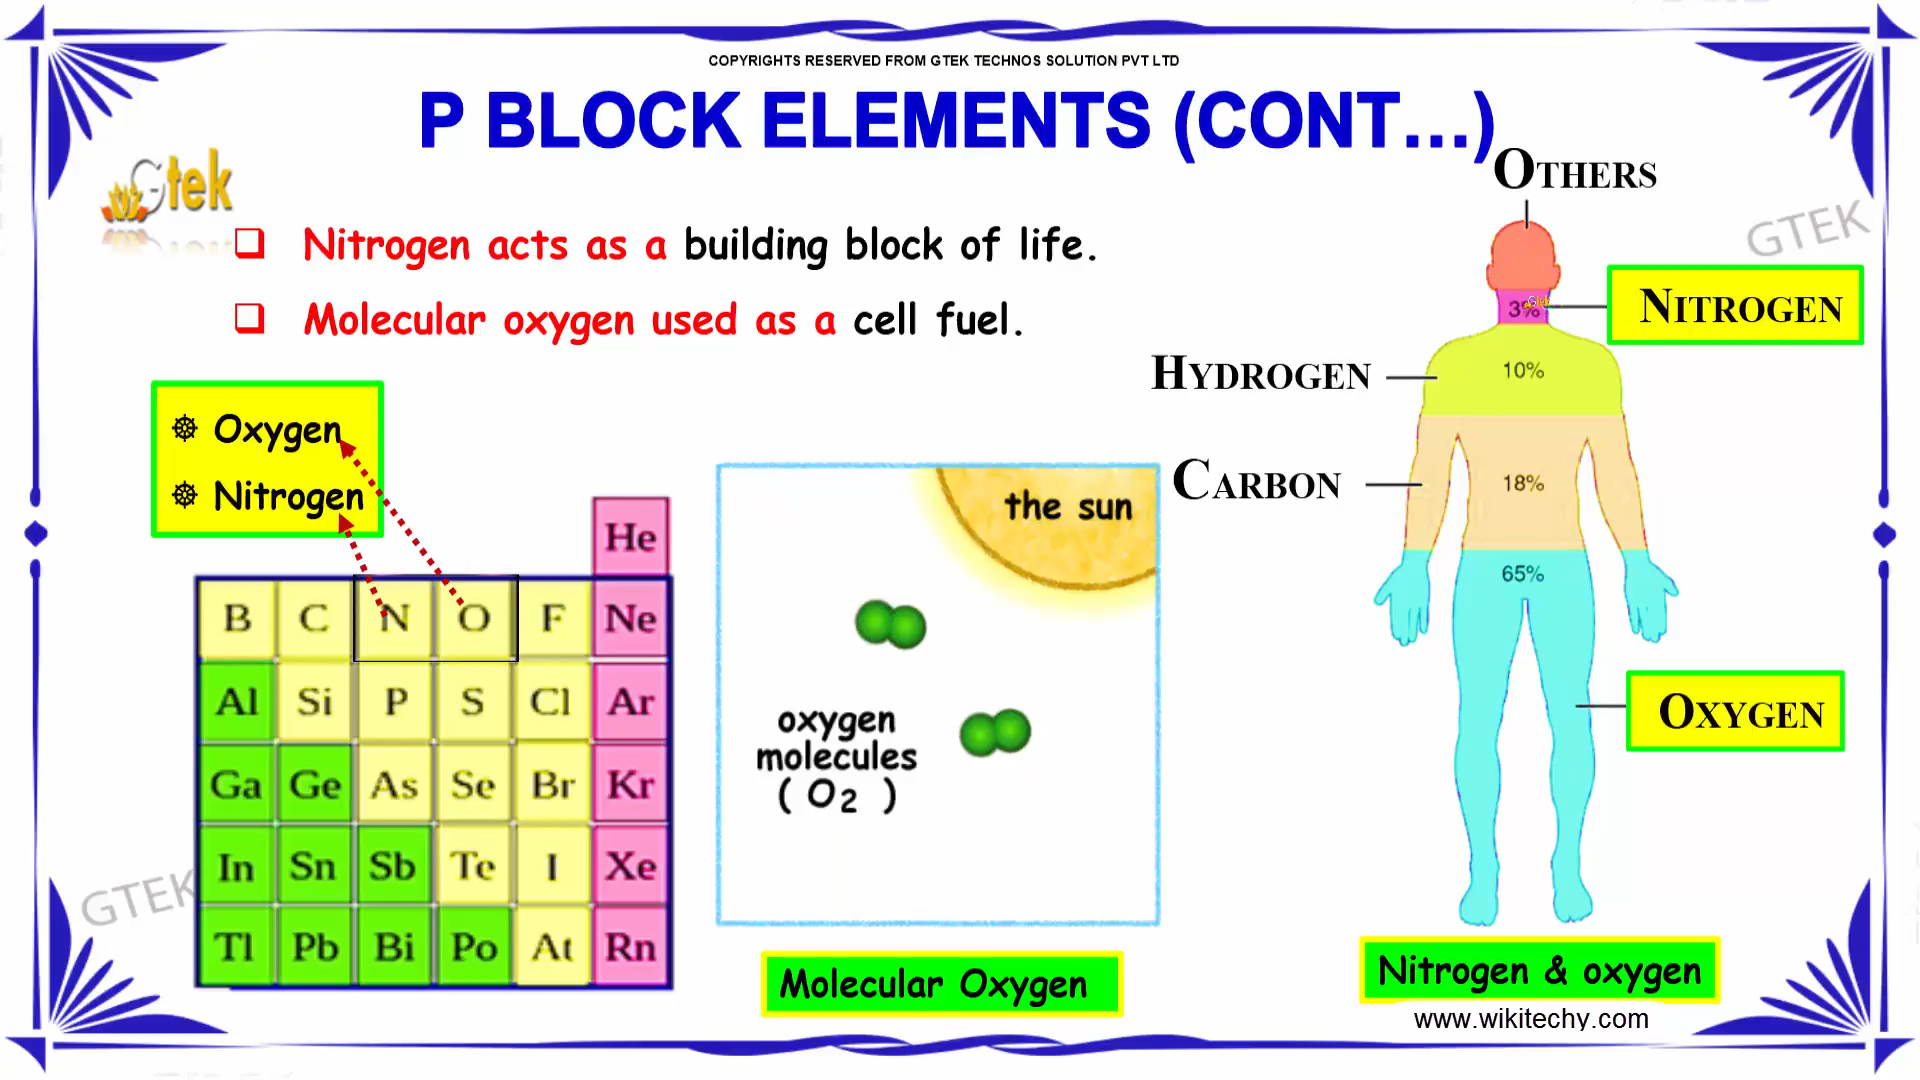 COPYRIGHTS RESERVED FROM GTEK TECHNOS SOLUTION PVT LTD
P BLOCK ELEMENTS (CONT...)
Gtek
GTEK
❑ Nitrogen acts as a building block of life.
❑ Molecular oxygen used as a cell fuel.
Oxygen
Nitrogen
He
B C N O F Ne
Al Si P S Cl Ar
Ga Ge As Se Br Kr
In Sn Sb Te I Xe
Tl Pb Bi Po At Rn
GTEK
the sun
oxygen
molecules
( O2 )
Molecular Oxygen
OTHERS
3% NITROGEN
HYDROGEN 10%
CARBON 18%
65%
OXYGEN
Nitrogen & oxygen
www.wikitechy.com